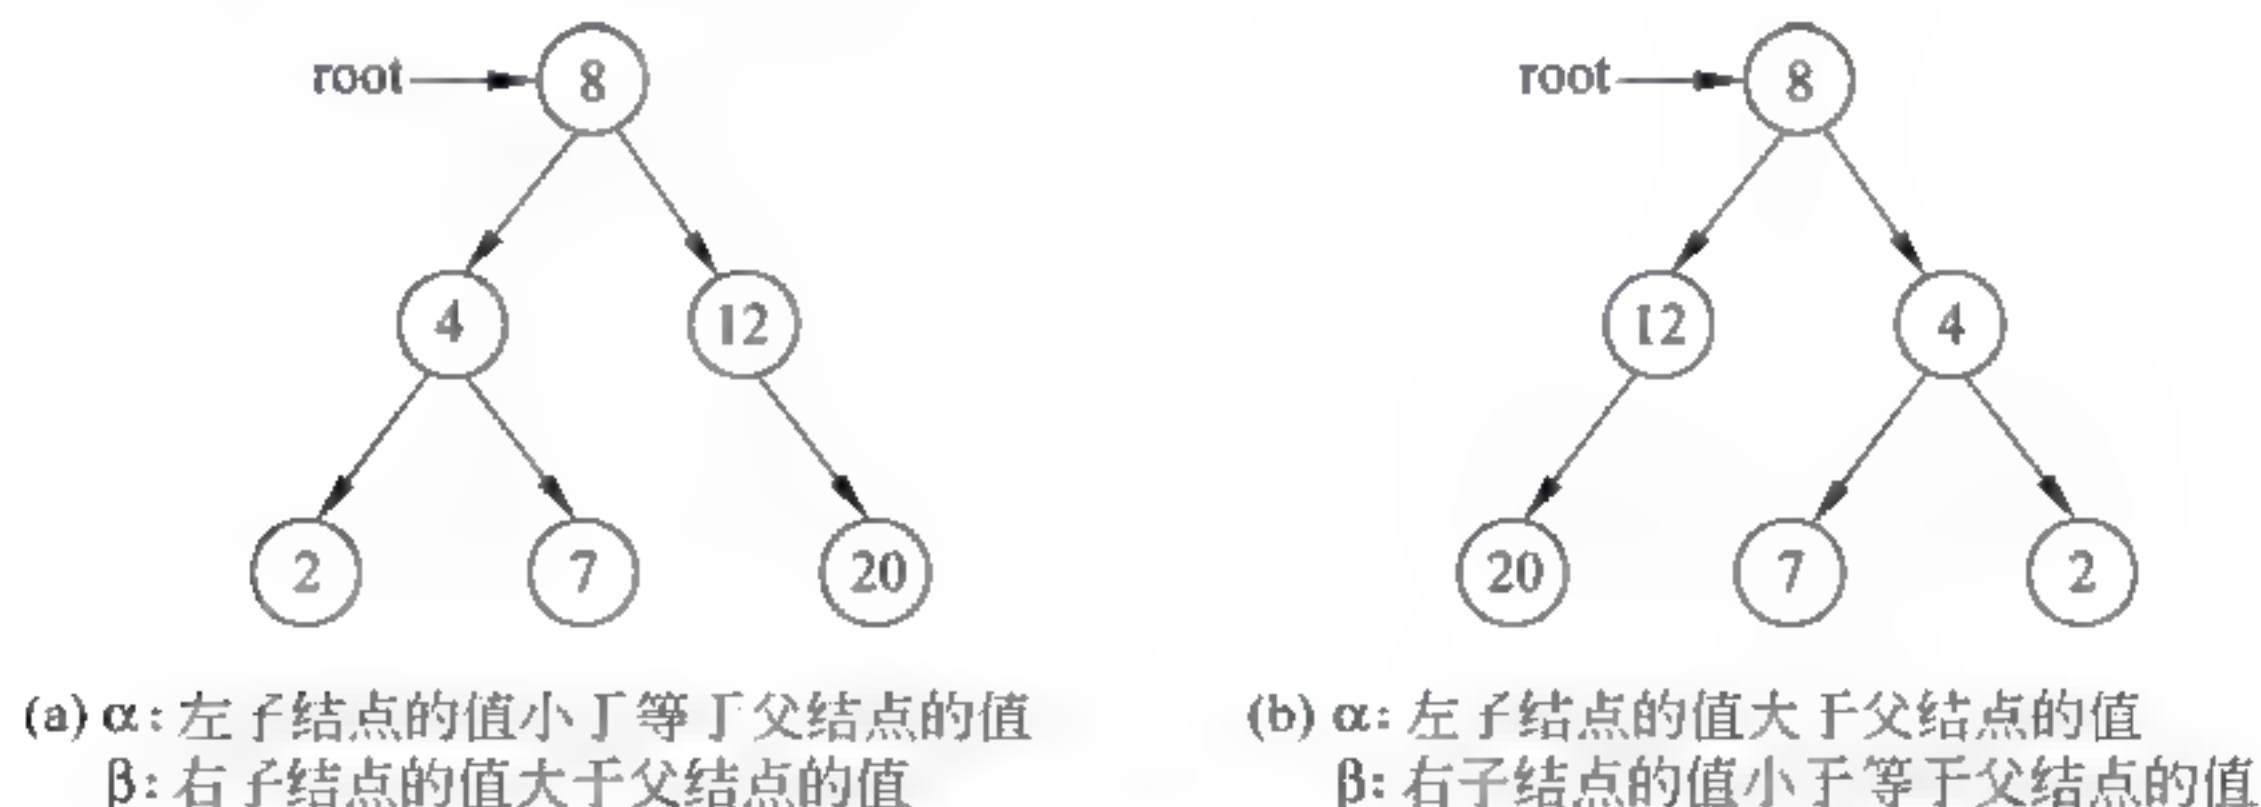 root 8
4 12
2 7 20
(a) α: 左子结点的值小于等于父结点的值
β: 右子结点的值大于父结点的值
root 8
12 4
20 7 2
(b) α: 左子结点的值大于父结点的值
β: 右子结点的值小于等于父结点的值